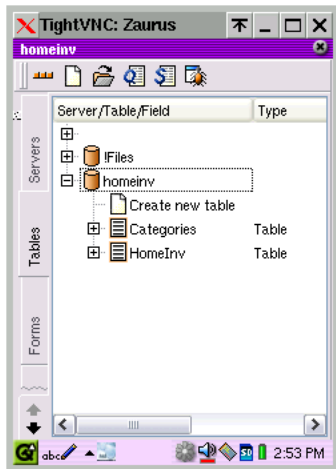 TightVNC: Zaurus
homeinv
Server/Table/Field Type
!Files
homeinv
Create new table
Categories Table
HomeInv Table
Servers
Tables
Forms
abc
2:53 PM